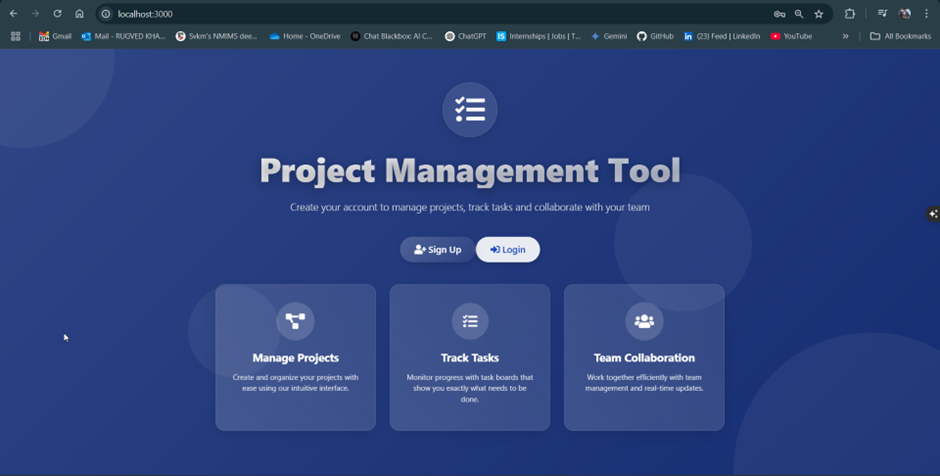 localhost:3000
Gmail
Mail - RUGVED KHA...
Svkm's NMIMS dee...
Home - OneDrive
Chat Blackbox: AI C...
ChatGPT
IS
Internships | Jobs | T...
Gemini
GitHub
in
(23) Feed | LinkedIn
YouTube
»
All Bookmarks
Project Management Tool
Create your account to manage projects, track tasks and collaborate with your team
Sign Up
Login
Manage Projects
Create and organize your projects with
ease using our intuitive interface.
Track Tasks
Monitor progress with task boards that
show you exactly what needs to be
done.
Team Collaboration
Work together efficiently with team
management and real-time updates.